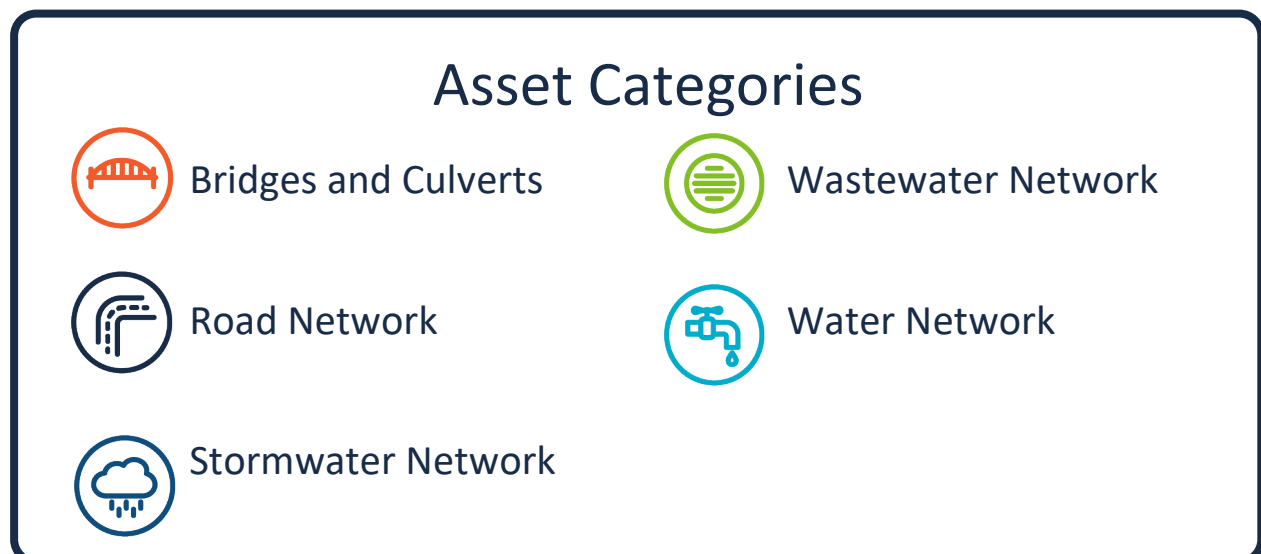 Asset Categories
Bridges and Culverts
Wastewater Network
Road Network
Water Network
Stormwater Network